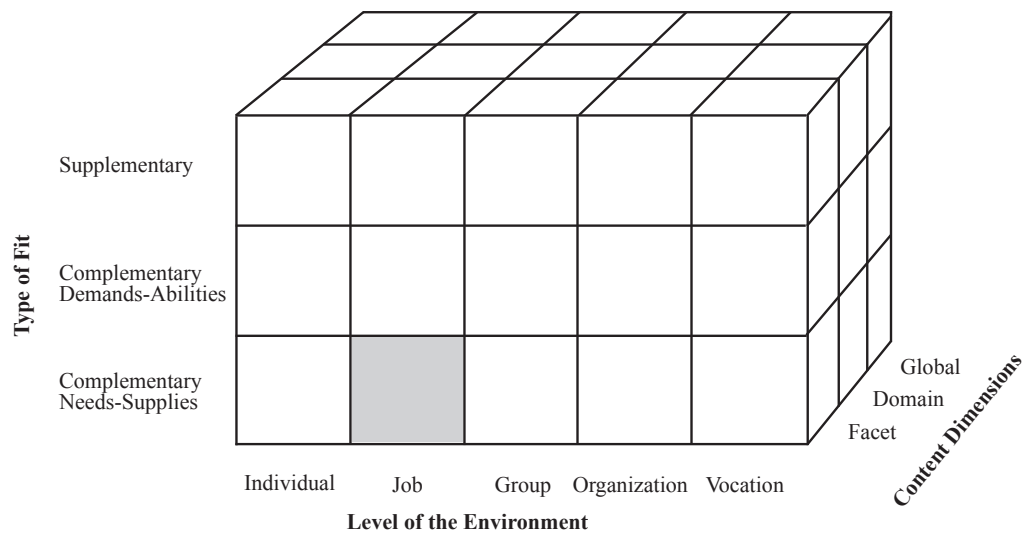 Type of Fit
Supplementary
Complementary
Demands-Abilities
Complementary
Needs-Supplies
Global
Domain
Facet
Content Dimensions
Individual Job Group Organization Vocation
Level of the Environment